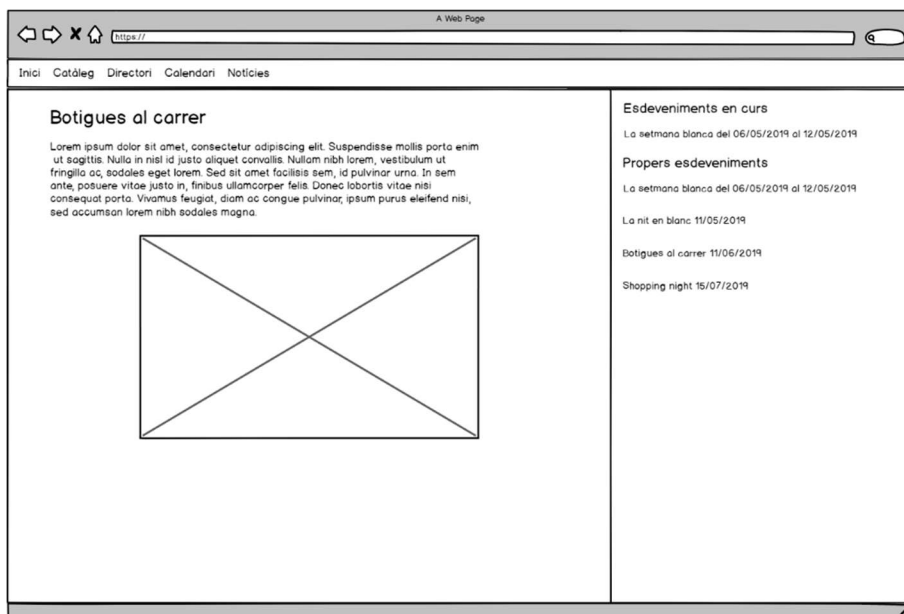 A Web Page
https://
Inici Catàleg Directori Calendari Notícies
Botigues al carrer
Lorem ipsum dolor sit amet, consectetur adipiscing elit. Suspendisse mollis porta enim
ut sagittis. Nulla in nisl id justo aliquet convallis. Nullam nibh lorem, vestibulum ut
fringilla ac, sodales eget lorem. Sed sit amet facilisis sem, id pulvinar urna. In sem
ante, posuere vitae justo in, finibus ullamcorper felis. Donec lobortis vitae nisi
consequat porta. Vivamus feugiat, diam ac congue pulvinar, ipsum purus eleifend nisi,
sed accumsan lorem nibh sodales magna.
Esdeveniments en curs
La setmana blanca del 06/05/2019 al 12/05/2019
Propers esdeveniments
La setmana blanca del 06/05/2019 al 12/05/2019
La nit en blanc 11/05/2019
Botigues al carrer 11/06/2019
Shopping night 15/07/2019